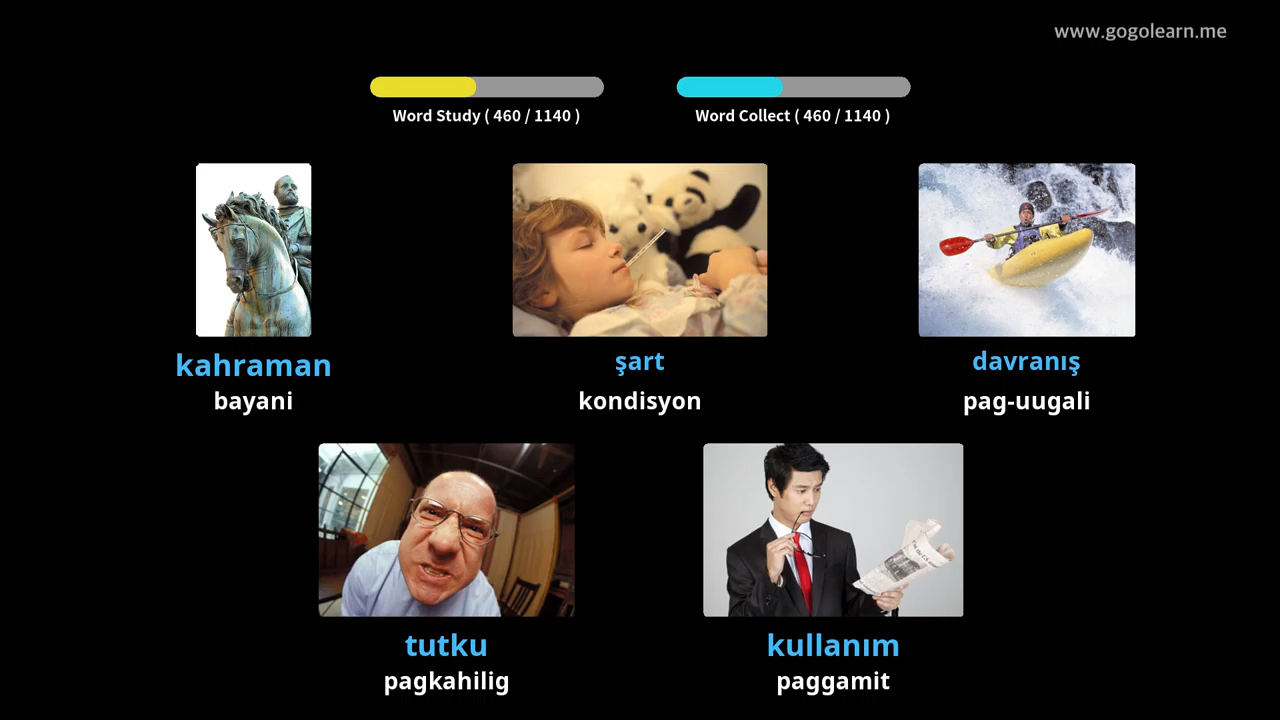 www.gogolearn.me
Word Study ( 460 / 1140 )
Word Collect ( 460 / 1140 )
kahraman
bayani
şart
kondisyon
davranış
pag-uugali
tutku
pagkahilig
kullanım
paggamit